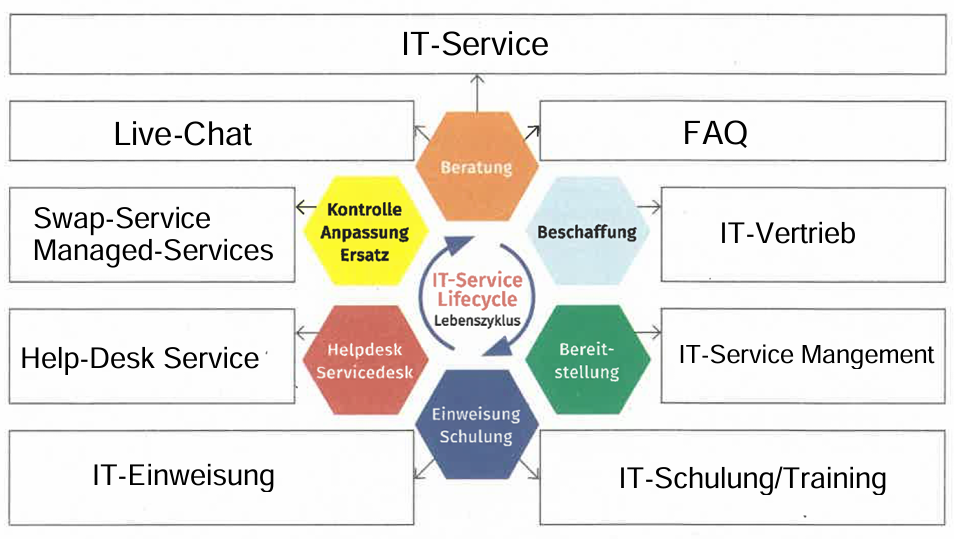 IT-Service
Live-Chat
FAQ
Beratung
Swap-Service
Managed-Services
Kontrolle
Anpassung
Ersatz
Beschaffung
IT-Vertrieb
IT-Service
Lifecycle
Lebenszyklus
Help-Desk Service
Helpdesk
Servicedesk
Bereit-
stellung
IT-Service Mangement
Einweisung
Schulung
IT-Einweisung
IT-Schulung/Training